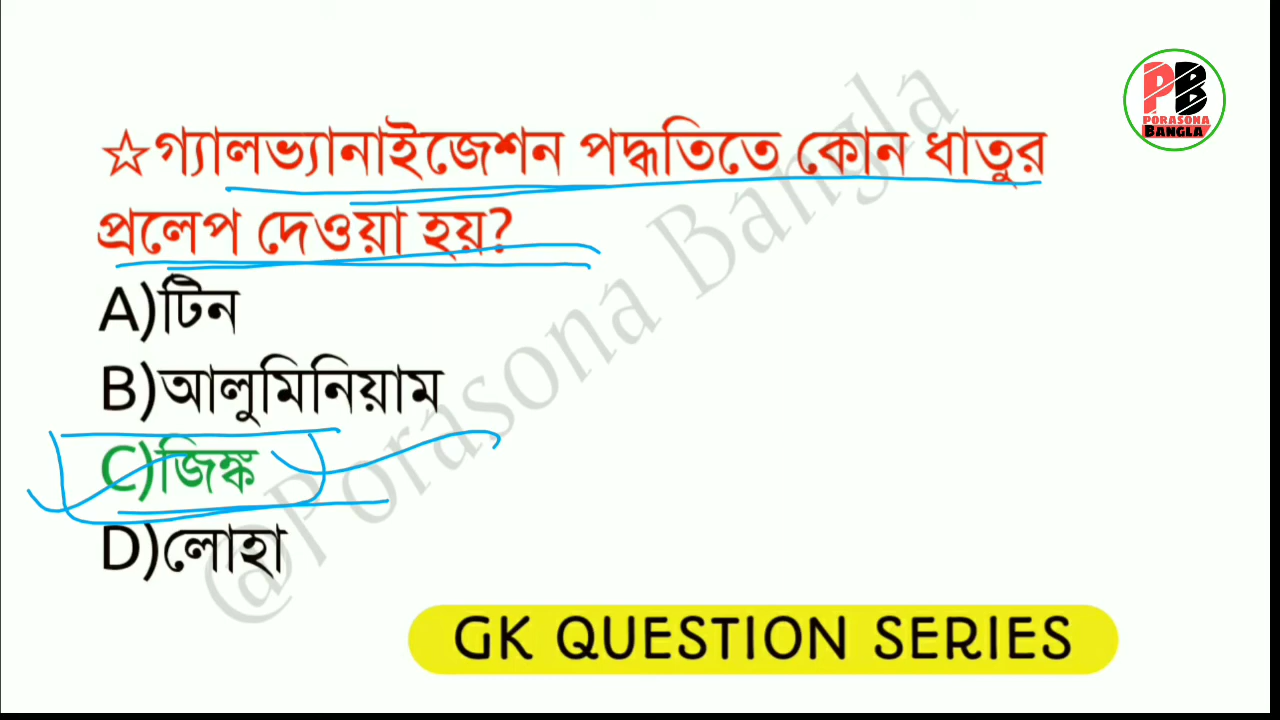 PB
PORASONA
BANGLA
☆গ্যালভ্যানাইজেশন পদ্ধতিতে কোন ধাতুর
প্রলেপ দেওয়া হয়?
A)টিন
B)আলুমিনিয়াম
C)জিঙ্ক
D)লোহা
@Porasona Bangla
GK QUESTION SERIES